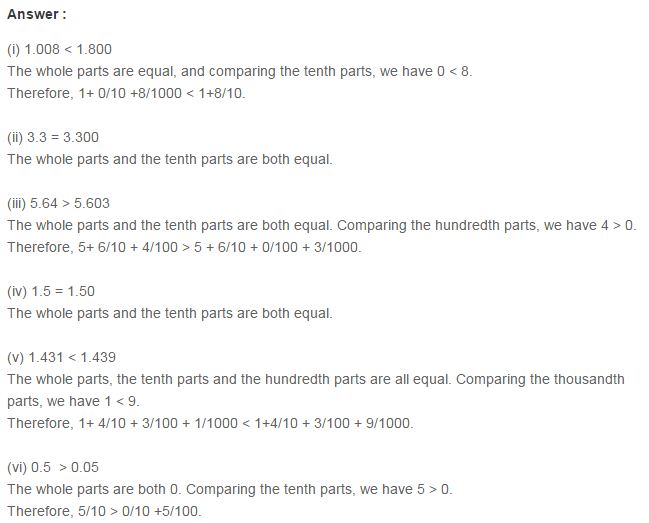 Answer :
(i) 1.008 < 1.800
The whole parts are equal, and comparing the tenth parts, we have 0 < 8.
Therefore, 1+ 0/10 +8/1000 < 1+8/10.
(ii) 3.3 = 3.300
The whole parts and the tenth parts are both equal.
(iii) 5.64 > 5.603
The whole parts and the tenth parts are both equal. Comparing the hundredth parts, we have 4 > 0.
Therefore, 5+ 6/10 + 4/100 > 5 + 6/10 + 0/100 + 3/1000.
(iv) 1.5 = 1.50
The whole parts and the tenth parts are both equal.
(v) 1.431 < 1.439
The whole parts, the tenth parts and the hundredth parts are all equal. Comparing the thousandth
parts, we have 1 < 9.
Therefore, 1+ 4/10 + 3/100 + 1/1000 < 1+4/10 + 3/100 + 9/1000.
(vi) 0.5  > 0.05
The whole parts are both 0. Comparing the tenth parts, we have 5 > 0.
Therefore, 5/10 > 0/10 +5/100.